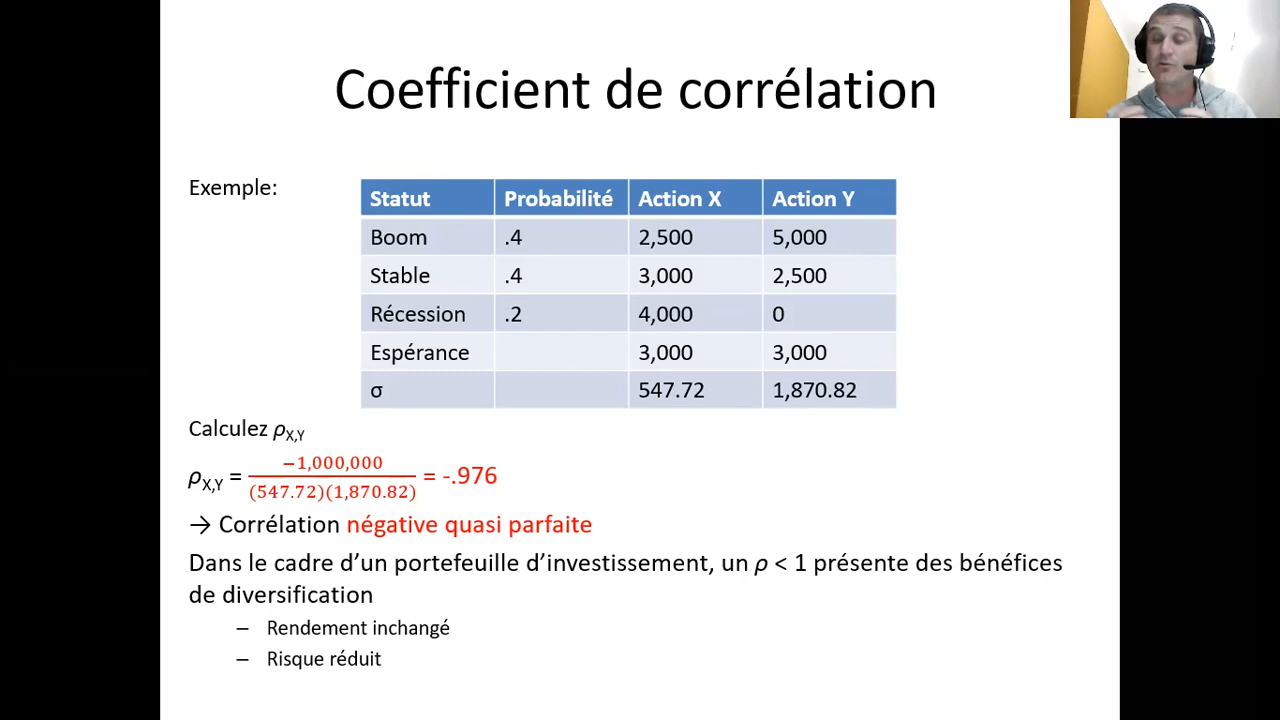 Coefficient de corrélation
Exemple:
Statut Probabilité Action X Action Y
Boom .4 2,500 5,000
Stable .4 3,000 2,500
Récession .2 4,000 0
Espérance 3,000 3,000
σ 547.72 1,870.82
Calculez ρX,Y
ρX,Y = −1,000,000 / (547.72)(1,870.82) = -.976
→ Corrélation négative quasi parfaite
Dans le cadre d’un portefeuille d’investissement, un ρ < 1 présente des bénéfices
de diversification
– Rendement inchangé
– Risque réduit